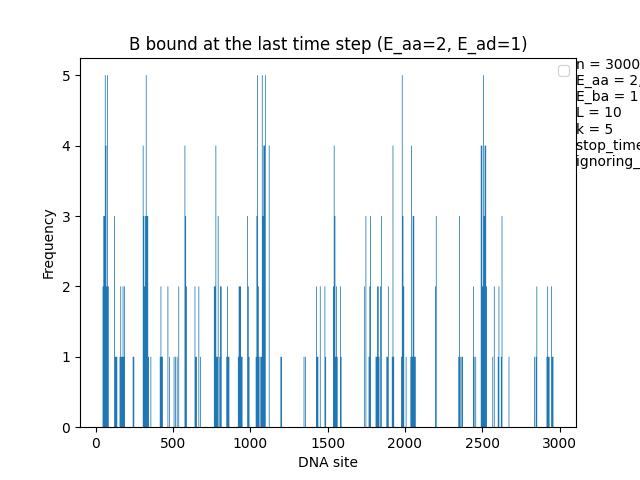 B bound at the last time step (E_aa=2, E_ad=1)
n = 3000
E_aa = 2,
E_ba = 1
L = 10
k = 5
stop_time
ignoring_
Frequency
5
4
3
2
1
0
0 500 1000 1500 2000 2500 3000
DNA site